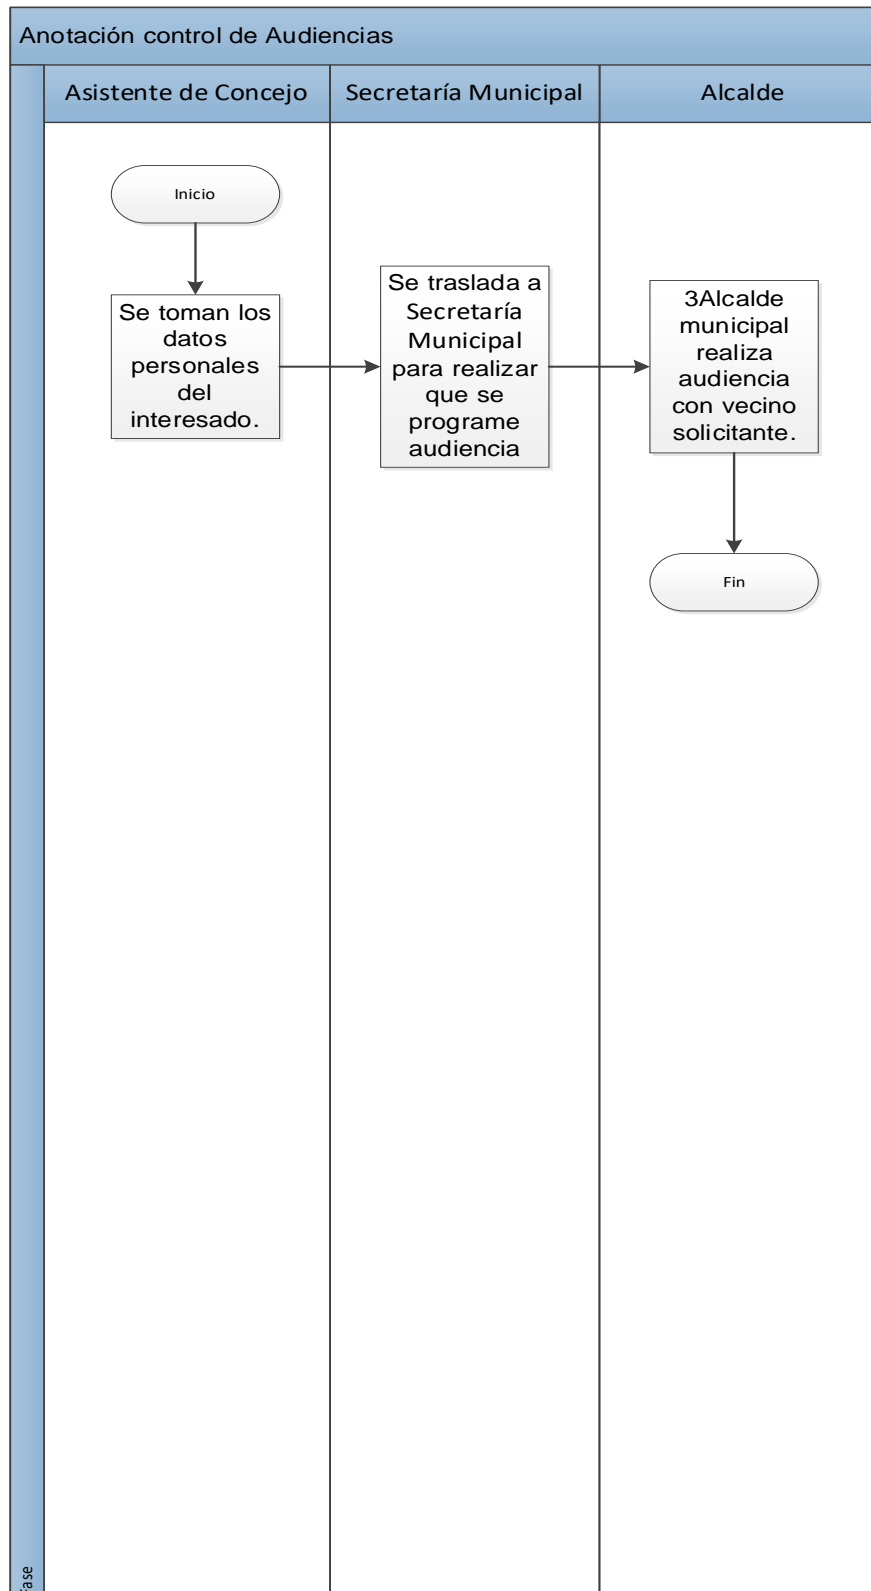 Anotación control de Audiencias
Asistente de Concejo
Secretaría Municipal
Alcalde
Inicio
Se toman los
datos
personales
del
interesado.
Se traslada a
Secretaría
Municipal
para realizar
que se
programe
audiencia
3Alcalde
municipal
realiza
audiencia
con vecino
solicitante.
Fin